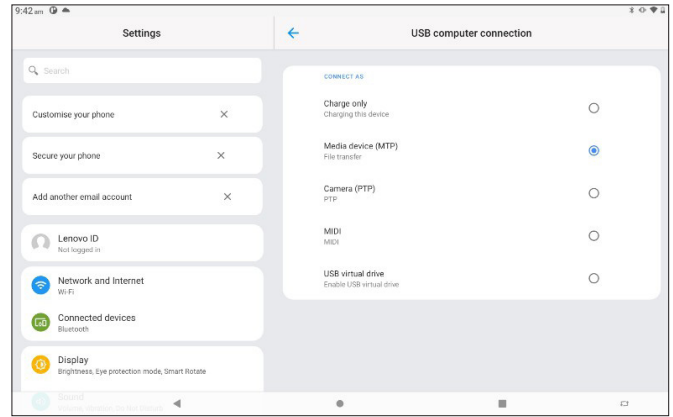 9:42 am
Settings
USB computer connection
Search
Customise your phone
Secure your phone
Add another email account
Lenovo ID
Not logged in
Network and Internet
Wi-Fi
Connected devices
Bluetooth
Display
Brightness, Eye protection mode, Smart Rotate
Sound
CONNECT AS
Charge only
Charging this device
Media device (MTP)
File transfer
Camera (PTP)
PTP
MIDI
MIDI
USB virtual drive
Enable USB virtual drive